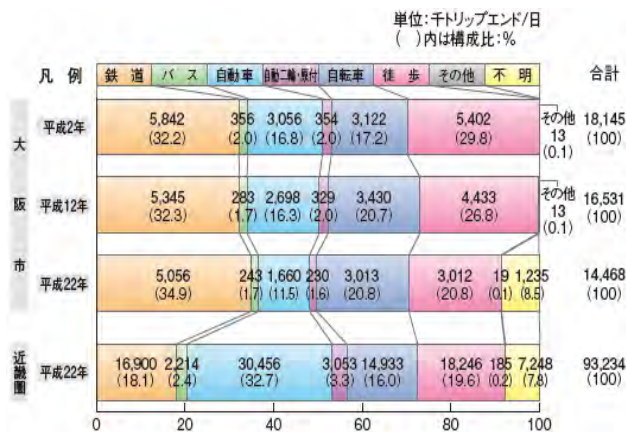 単位:千トリップエンド/日
( )内は構成比:%
凡 例 鉄 道 バ ス 自動車 自動二輪・原付 自転車 徒 歩 その他 不 明 合計
大阪市
平成2年 5,842 356 3,056 354 3,122 5,402 その他 18,145
(32.2) (2.0) (16.8) (2.0) (17.2) (29.8) 13 (100)
(0.1)
平成12年 5,345 283 2,698 329 3,430 4,433 その他 16,531
(32.3) (1.7) (16.3) (2.0) (20.7) (26.8) 13 (100)
(0.1)
平成22年 5,056 243 1,660 230 3,013 3,012 19 1,235 14,468
(34.9) (1.7) (11.5) (1.6) (20.8) (20.8) (0.1) (8.5) (100)
近畿圏
平成22年 16,900 2,214 30,456 3,053 14,933 18,246 185 7,248 93,234
(18.1) (2.4) (32.7) (3.3) (16.0) (19.6) (0.2) (7.8) (100)
0 20 40 60 80 100